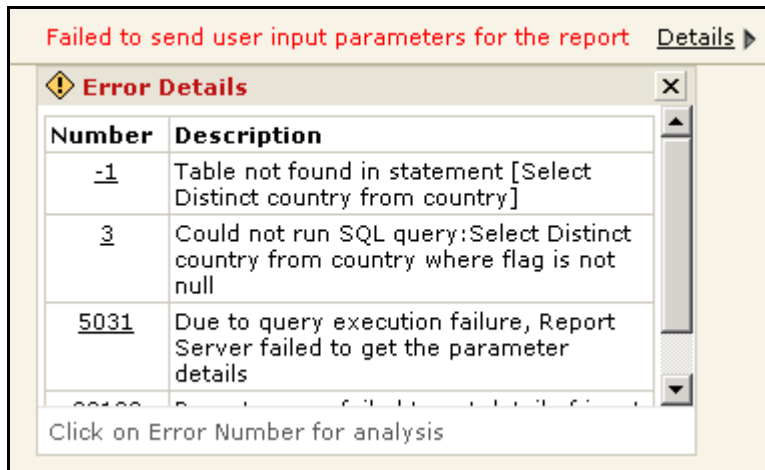 Failed to send user input parameters for the report Details
Error Details
Number Description
-1 Table not found in statement [Select
Distinct country from country]
3 Could not run SQL query:Select Distinct
country from country where flag is not
null
5031 Due to query execution failure, Report
Server failed to get the parameter
details
Click on Error Number for analysis